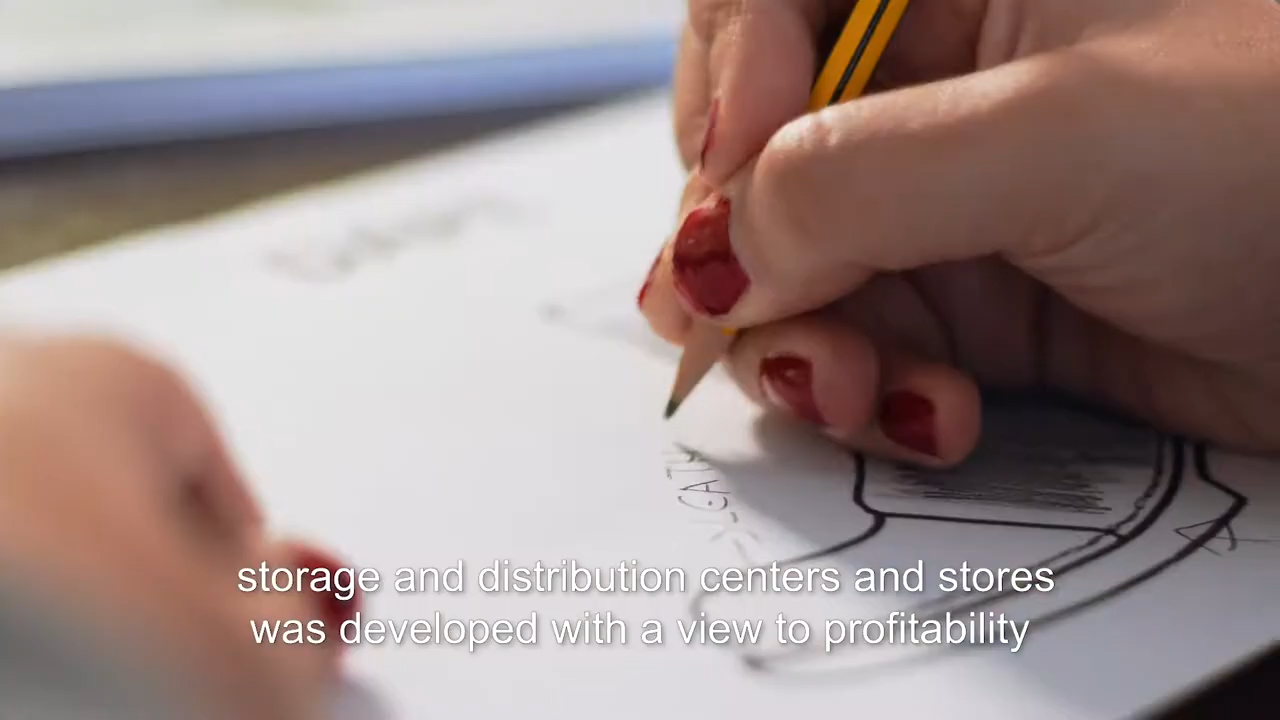 storage and distribution centers and stores
was developed with a view to profitability